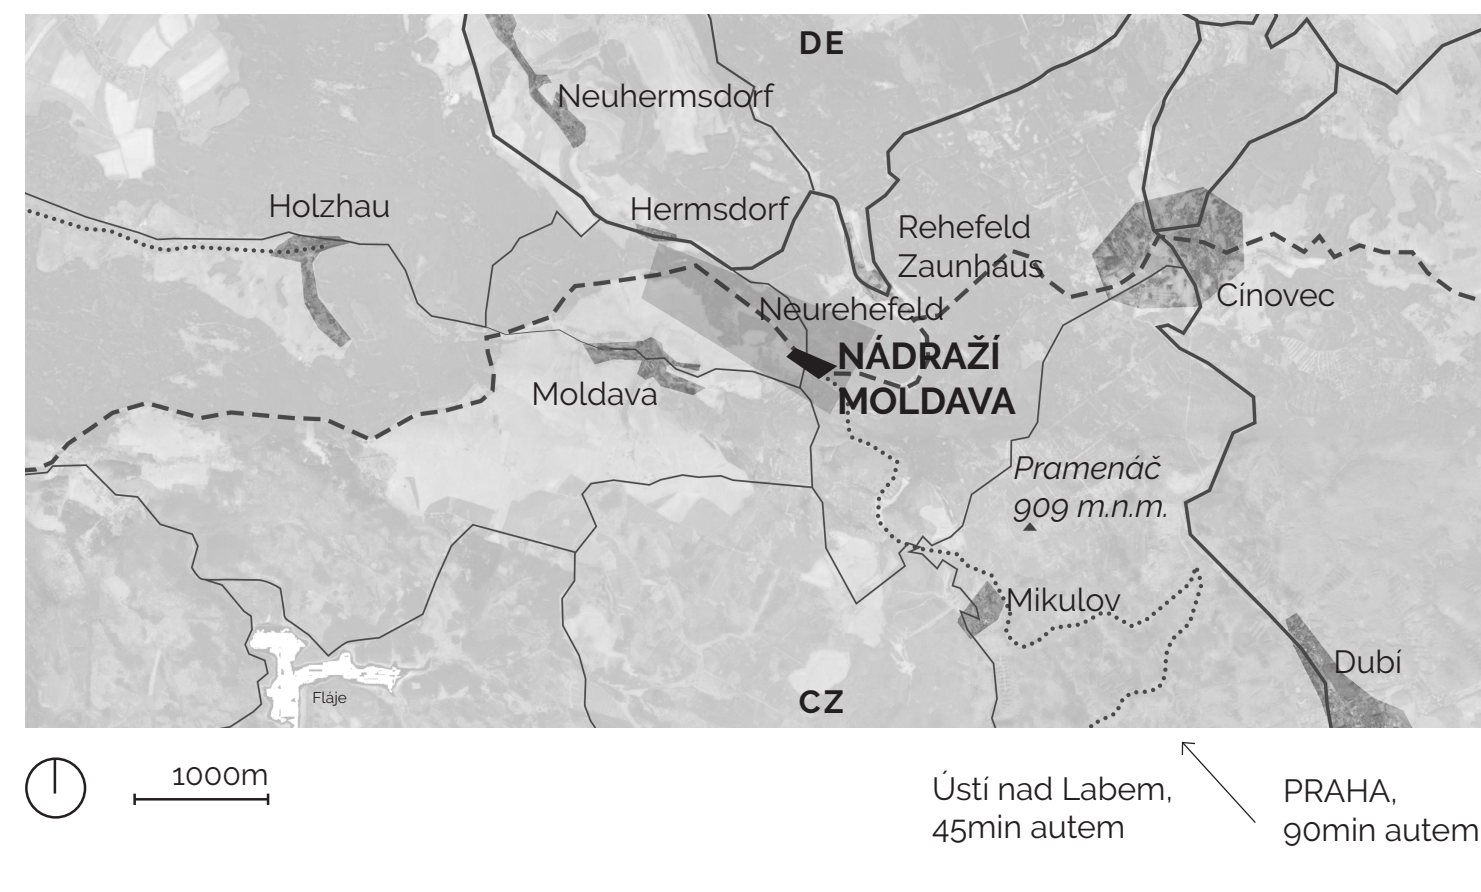 DE
Neuhermsdorf
Holzhau
Hermsdorf
Rehefeld
Zaunhaus
Cínovec
Neurehefeld
NÁDRAŽÍ
MOLDAVA
Moldava
Pramenáč
909 m.n.m.
Mikulov
Dubí
Fláje
CZ
1000m
Ústí nad Labem,
45min autem
PRAHA,
90min autem